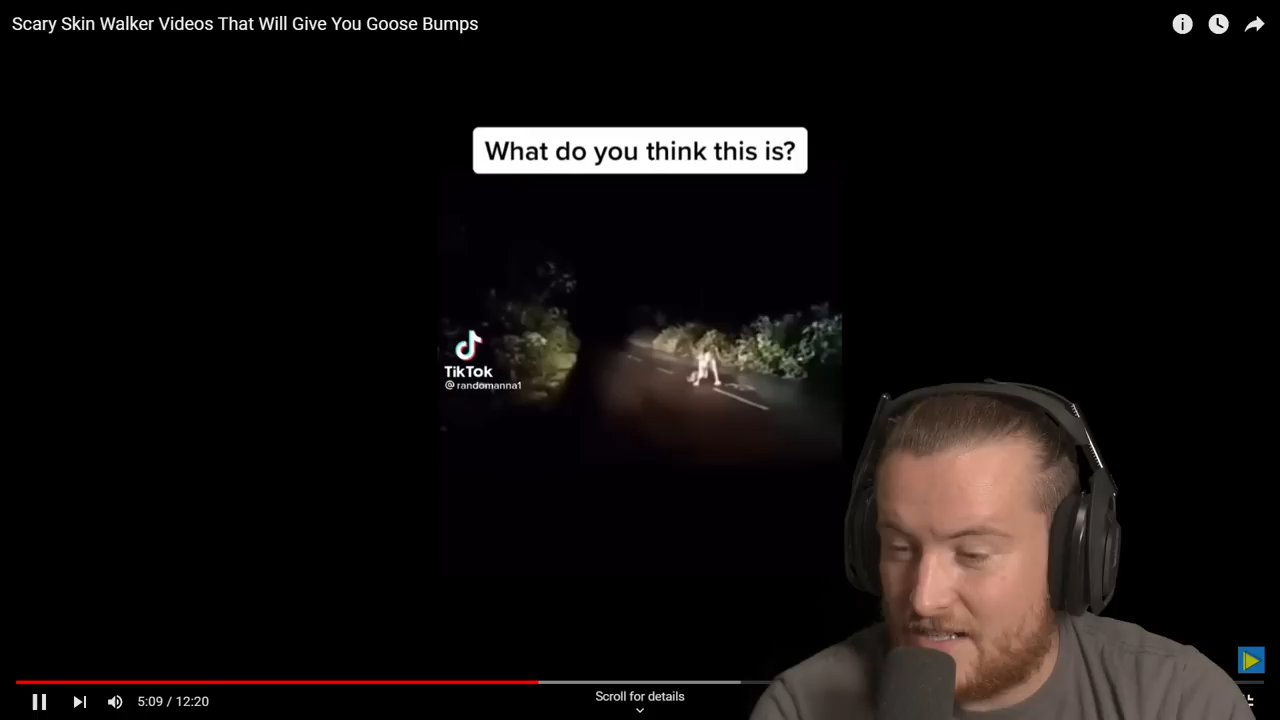 Scary Skin Walker Videos That Will Give You Goose Bumps
What do you think this is?
TikTok
@randomanna1
5:09 / 12:20
Scroll for details